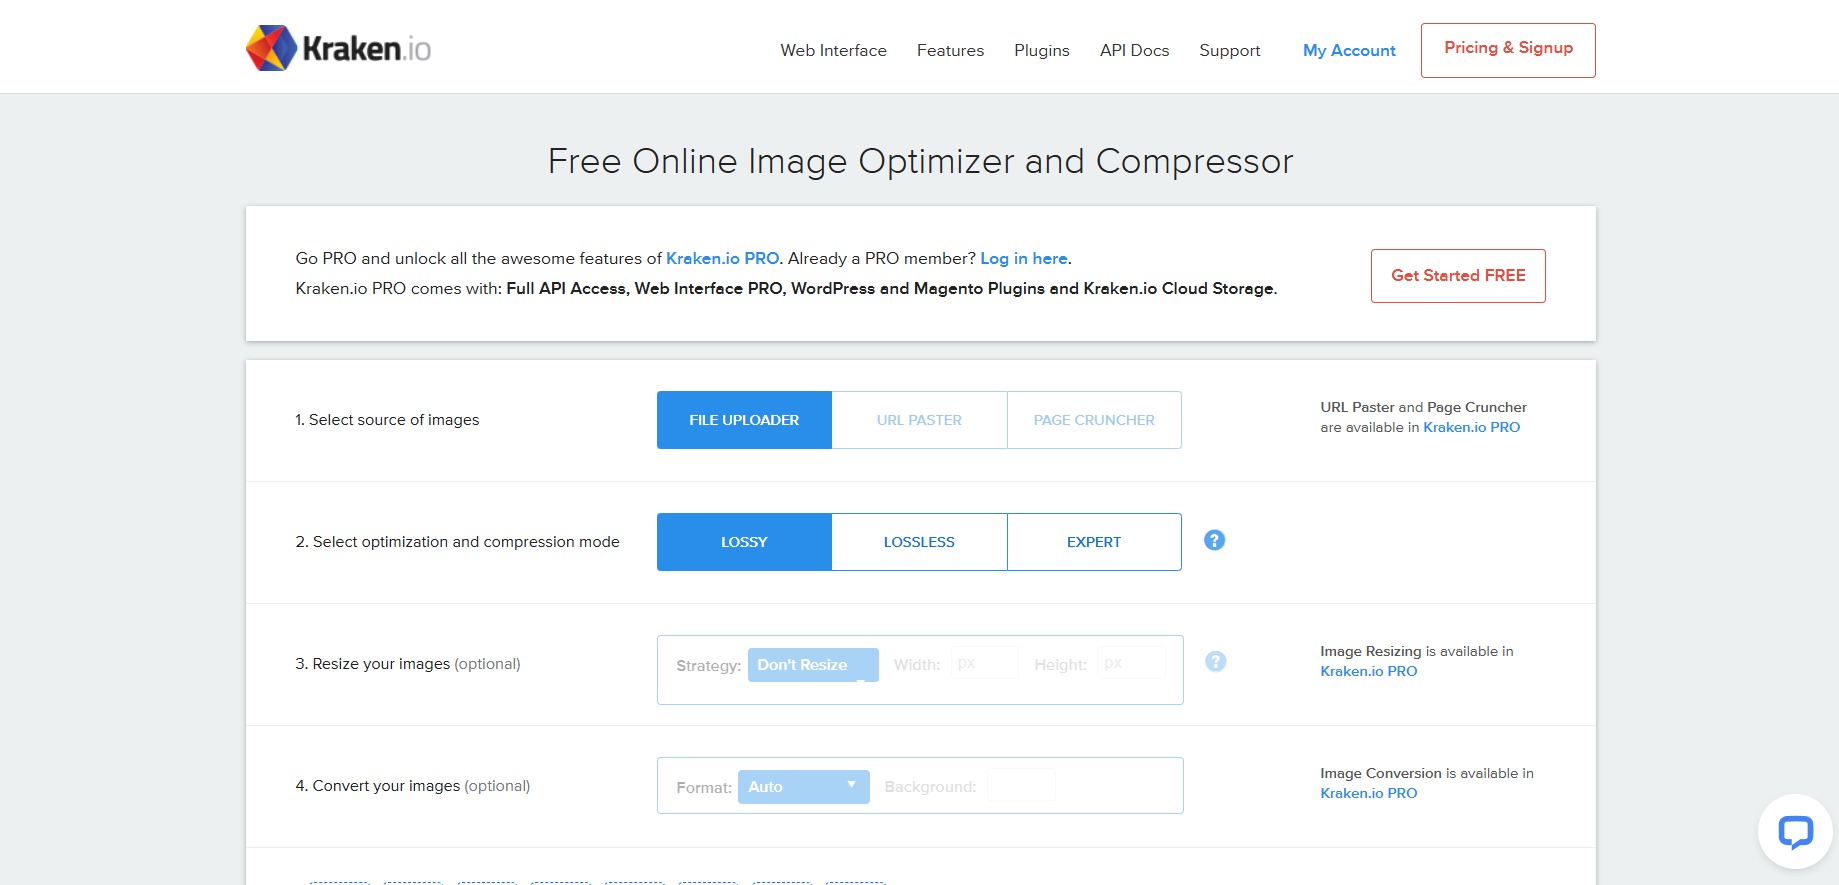 Kraken.io
Web Interface Features Plugins API Docs Support My Account Pricing & Signup
Free Online Image Optimizer and Compressor
Go PRO and unlock all the awesome features of Kraken.io PRO. Already a PRO member? Log in here.
Kraken.io PRO comes with: Full API Access, Web Interface PRO, WordPress and Magento Plugins and Kraken.io Cloud Storage.
Get Started FREE
1. Select source of images
FILE UPLOADER URL PASTER PAGE CRUNCHER
URL Paster and Page Cruncher
are available in Kraken.io PRO
2. Select optimization and compression mode
LOSSY LOSSLESS EXPERT ?
3. Resize your images (optional)
Strategy: Don't Resize Width: px Height: px ?
Image Resizing is available in
Kraken.io PRO
4. Convert your images (optional)
Format: Auto Background:
Image Conversion is available in
Kraken.io PRO